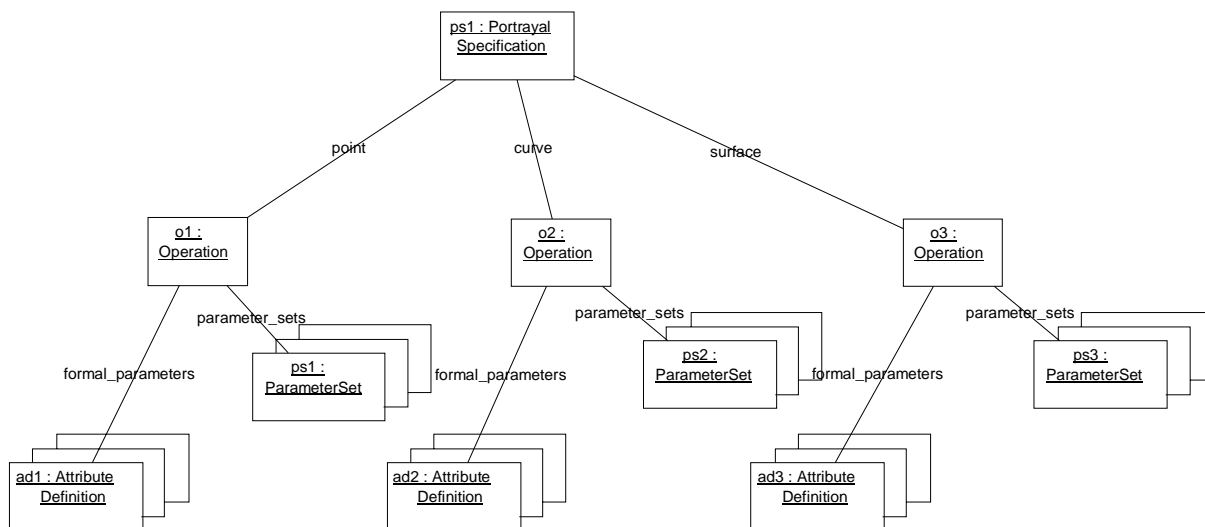 ps1 : Portrayal
Specification
point
curve
surface
o1 :
Operation
o2 :
Operation
o3 :
Operation
parameter_sets
parameter_sets
parameter_sets
ps1 :
ParameterSet
ps2 :
ParameterSet
ps3 :
ParameterSet
formal_parameters
formal_parameters
formal_parameters
ad1 : Attribute
Definition
ad2 : Attribute
Definition
ad3 : Attribute
Definition